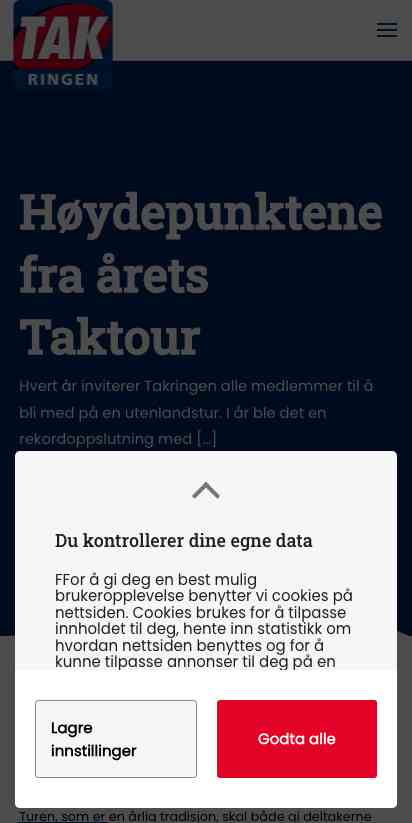 TAK
RINGEN
Høydepunktene
fra årets
Taktour
Hvert år inviterer Takringen alle medlemmer til å
bli med på en utenlandstur. I år ble det en
rekordoppslutning med [...]
Du kontrollerer dine egne data
FFor å gi deg en best mulig
brukeropplevelse benytter vi cookies på
nettsiden. Cookies brukes for å tilpasse
innholdet til deg, hente inn statistikk om
hvordan nettsiden benyttes og for å
kunne tilpasse annonser til deg på en
Lagre
innstillinger
Godta alle
Turen, som er en årlig tradisjon, skal både gi deltakerne